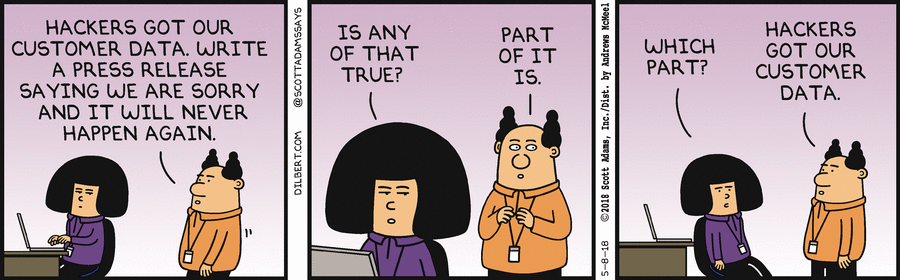 HACKERS GOT OUR
CUSTOMER DATA. WRITE
A PRESS RELEASE
SAYING WE ARE SORRY
AND IT WILL NEVER
HAPPEN AGAIN.
DILBERT.COM @SCOTTADAMSSAYS
IS ANY
OF THAT
TRUE?
PART
OF IT
IS.
5-8-18 ©2018 Scott Adams, Inc./Dist. by Andrews McMeel
WHICH
PART?
HACKERS
GOT OUR
CUSTOMER
DATA.